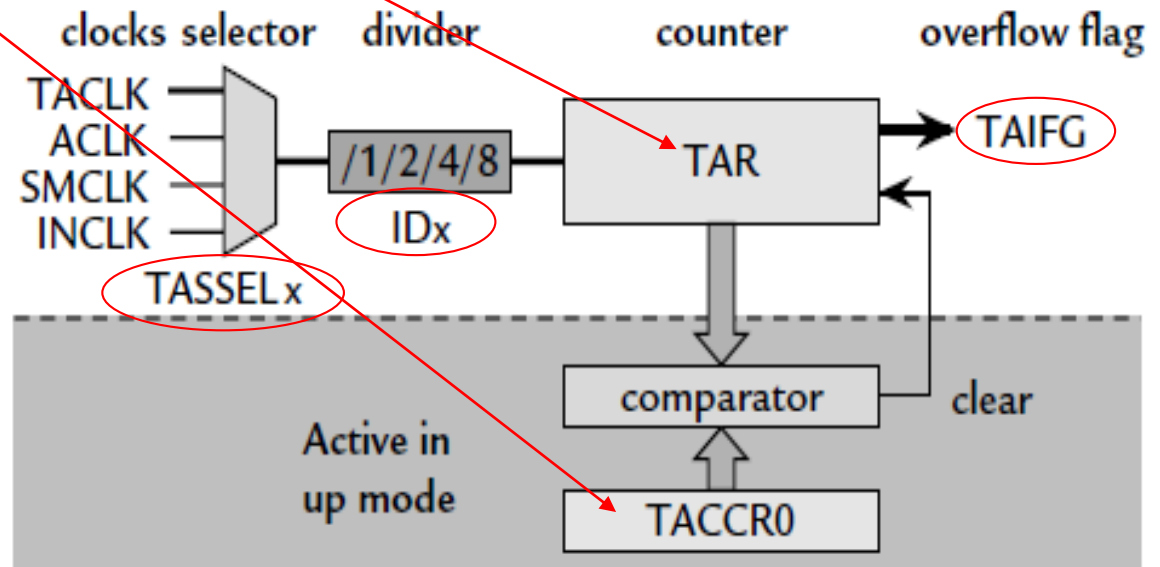 clocks selector divider counter overflow flag
TACLK
ACLK
SMCLK
INCLK
/1/2/4/8
TAR
TAIFG
IDx
TASSELx
comparator
clear
Active in
up mode
TACCR0